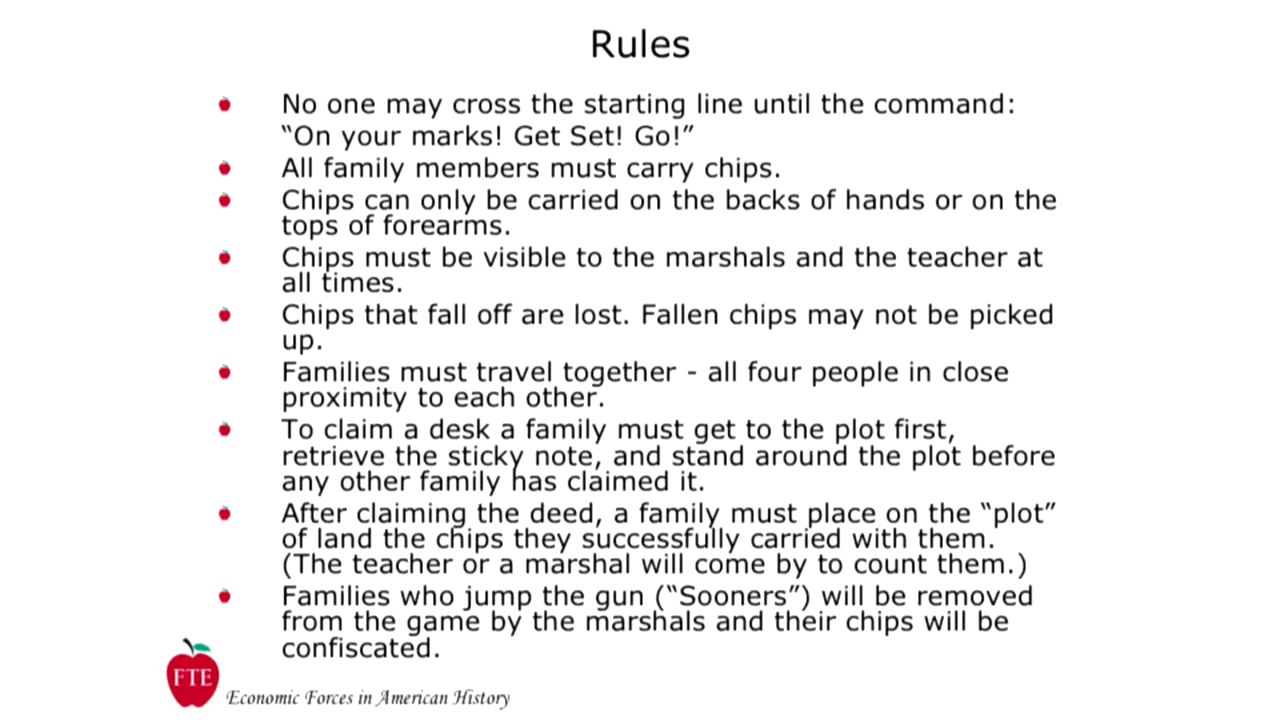 Rules
No one may cross the starting line until the command:
“On your marks! Get Set! Go!”
All family members must carry chips.
Chips can only be carried on the backs of hands or on the
tops of forearms.
Chips must be visible to the marshals and the teacher at
all times.
Chips that fall off are lost. Fallen chips may not be picked
up.
Families must travel together - all four people in close
proximity to each other.
To claim a desk a family must get to the plot first,
retrieve the sticky note, and stand around the plot before
any other family has claimed it.
After claiming the deed, a family must place on the “plot”
of land the chips they successfully carried with them.
(The teacher or a marshal will come by to count them.)
Families who jump the gun (“Sooners”) will be removed
from the game by the marshals and their chips will be
confiscated.
FTE
Economic Forces in American History